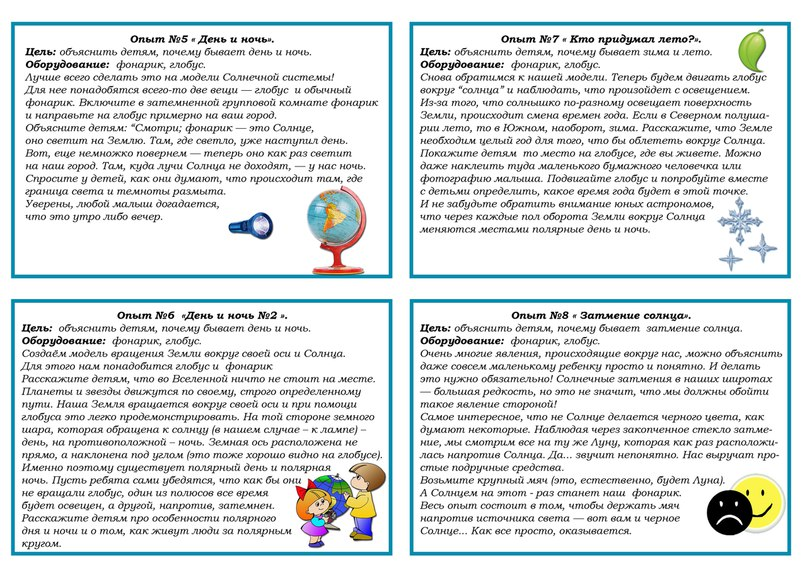 Опыт №5 « День и ночь».
Цель: объяснить детям, почему бывает день и ночь.
Оборудование: фонарик, глобус.
Лучше всего сделать это на модели Солнечной системы!
Для нее понадобятся всего-то две вещи — глобус и обычный
фонарик. Включите в затемненной групповой комнате фонарик
и направьте на глобус примерно на ваш город.
Объясните детям: “Смотри; фонарик — это Солнце,
оно светит на Землю. Там, где светло, уже наступил день.
Вот, еще немножко повернем — теперь оно как раз светит
на наш город. Там, куда лучи Солнца не доходят, — у нас ночь.
Спросите у детей, как они думают, что происходит там, где
граница света и темноты размыта.
Уверены, любой малыш догадается,
что это утро либо вечер.
Опыт №7 « Кто придумал лето?».
Цель: объяснить детям, почему бывает зима и лето.
Оборудование: фонарик, глобус.
Снова обратимся к нашей модели. Теперь будем двигать глобус
вокруг “солнца” и наблюдать, что произойдет с освещением.
Из-за того, что солнышко по-разному освещает поверхность
Земли, происходит смена времен года. Если в Северном полуша-
рии лето, то в Южном, наоборот, зима. Расскажите, что Земле
необходим целый год для того, что бы облететь вокруг Солнца.
Покажите детям то место на глобусе, где вы живете. Можно
даже наклеить туда маленького бумажного человечка или
фотографию малыша. Подвигайте глобус и попробуйте вместе
с детьми определить, какое время года будет в этой точке.
И не забудьте обратить внимание юных астрономов,
что через каждые пол оборота Земли вокруг Солнца
меняются местами полярные день и ночь.
Опыт №6 «День и ночь №2 ».
Цель: объяснить детям, почему бывает день и ночь.
Оборудование: фонарик, глобус.
Создаём модель вращения Земли вокруг своей оси и Солнца.
Для этого нам понадобится глобус и фонарик
Расскажите детям, что во Вселенной ничто не стоит на месте.
Планеты и звезды движутся по своему, строго определенному
пути. Наша Земля вращается вокруг своей оси и при помощи
глобуса это легко продемонстрировать. На той стороне земного
шара, которая обращена к солнцу (в нашем случае – к лампе) –
день, на противоположной – ночь. Земная ось расположена не
прямо, а наклонена под углом (это тоже хорошо видно на глобусе).
Именно поэтому существует полярный день и полярная
ночь. Пусть ребята сами убедятся, что как бы они
не вращали глобус, один из полюсов все время
будет освещен, а другой, напротив, затемнен.
Расскажите детям про особенности полярного
дня и ночи и о том, как живут люди за полярным
кругом.
Опыт №8 « Затмение солнца».
Цель: объяснить детям, почему бывает затмение солнца.
Оборудование: фонарик, глобус.
Очень многие явления, происходящие вокруг нас, можно объяснить
даже совсем маленькому ребенку просто и понятно. И делать
это нужно обязательно! Солнечные затмения в наших широтах
— большая редкость, но это не значит, что мы должны обойти
такое явление стороной!
Самое интересное, что не Солнце делается черного цвета, как
думают некоторые. Наблюдая через закопченное стекло затме-
ние, мы смотрим все на ту же Луну, которая как раз расположи-
лась напротив Солнца. Да... звучит непонятно. Нас выручат про-
стые подручные средства.
Возьмите крупный мяч (это, естественно, будет Луна).
А Солнцем на этот - раз станет наш фонарик.
Весь опыт состоит в том, чтобы держать мяч
напротив источника света — вот вам и черное
Солнце... Как все просто, оказывается.